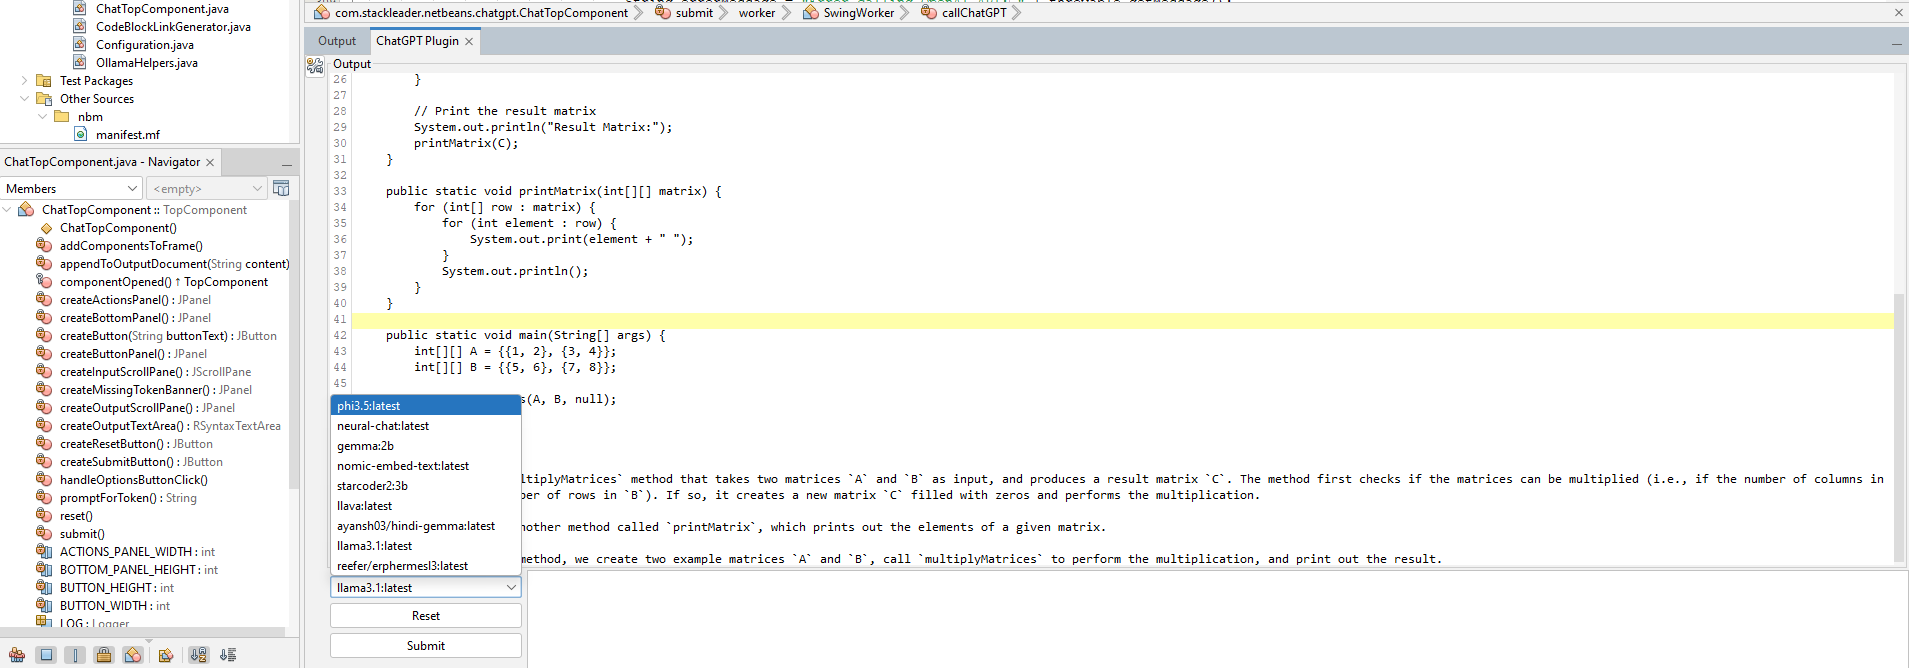 ChatTopComponent.java
CodeBlockLinkGenerator.java
Configuration.java
OllamaHelpers.java
Test Packages
Other Sources
nbm
manifest.mf
ChatTopComponent.java - Navigator
Members
<empty>
ChatTopComponent :: TopComponent
ChatTopComponent()
addComponentsToFrame()
appendToOutputDocument(String content)
componentOpened() ↑ TopComponent
createActionsPanel() : JPanel
createBottomPanel() : JPanel
createButton(String buttonText) : JButton
createButtonPanel() : JPanel
createInputScrollPane() : JScrollPane
createMissingTokenBanner() : JPanel
createOutputScrollPane() : JPanel
createOutputTextArea() : RSyntaxTextArea
createResetButton() : JButton
createSubmitButton() : JButton
handleOptionsButtonClick()
promptForToken() : String
reset()
submit()
ACTIONS_PANEL_WIDTH : int
BOTTOM_PANEL_HEIGHT : int
BUTTON_HEIGHT : int
BUTTON_WIDTH : int
LOG : Logger
com.stackleader.netbeans.chatgpt.ChatTopComponent
submit
worker
SwingWorker
callChatGPT
Output
ChatGPT Plugin
Output
26 }
27
28 // Print the result matrix
29 System.out.println("Result Matrix:");
30 printMatrix(C);
31 }
32
33 public static void printMatrix(int[][] matrix) {
34 for (int[] row : matrix) {
35 for (int element : row) {
36 System.out.print(element + " ");
37 }
38 System.out.println();
39 }
40 }
41
42 public static void main(String[] args) {
43 int[][] A = {{1, 2}, {3, 4}};
44 int[][] B = {{5, 6}, {7, 8}};
45
s(A, B, null);
ltiplyMatrices` method that takes two matrices `A` and `B` as input, and produces a result matrix `C`. The method first checks if the matrices can be multiplied (i.e., if the number of columns in
er of rows in `B`). If so, it creates a new matrix `C` filled with zeros and performs the multiplication.
nother method called `printMatrix`, which prints out the elements of a given matrix.
method, we create two example matrices `A` and `B`, call `multiplyMatrices` to perform the multiplication, and print out the result.
phi3.5:latest
neural-chat:latest
gemma:2b
nomic-embed-text:latest
starcoder2:3b
llava:latest
ayansh03/hindi-gemma:latest
llama3.1:latest
reefer/erphermesl3:latest
llama3.1:latest
Reset
Submit